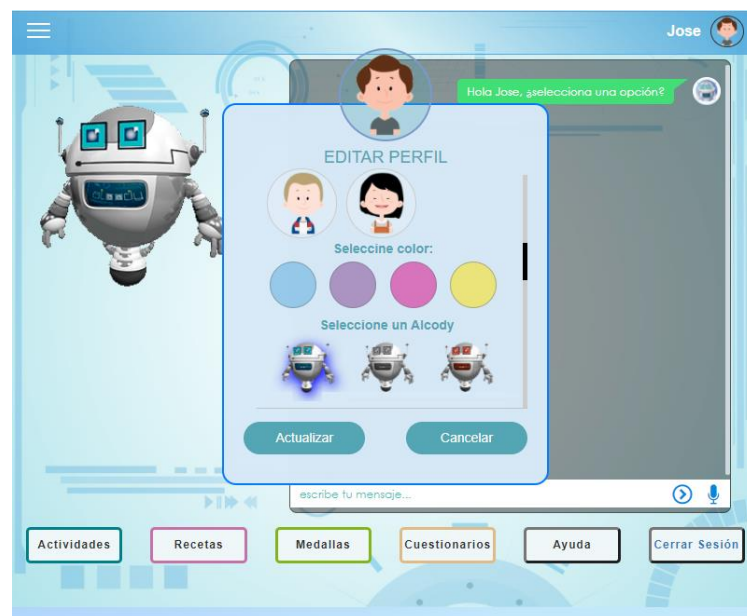 Jose
Hola Jose, ¿selecciona una opción?
EDITAR PERFIL
Seleccine color:
Seleccione un Alcody
Actualizar
Cancelar
escribe tu mensaje...
Actividades
Recetas
Medallas
Cuestionarios
Ayuda
Cerrar Sesión